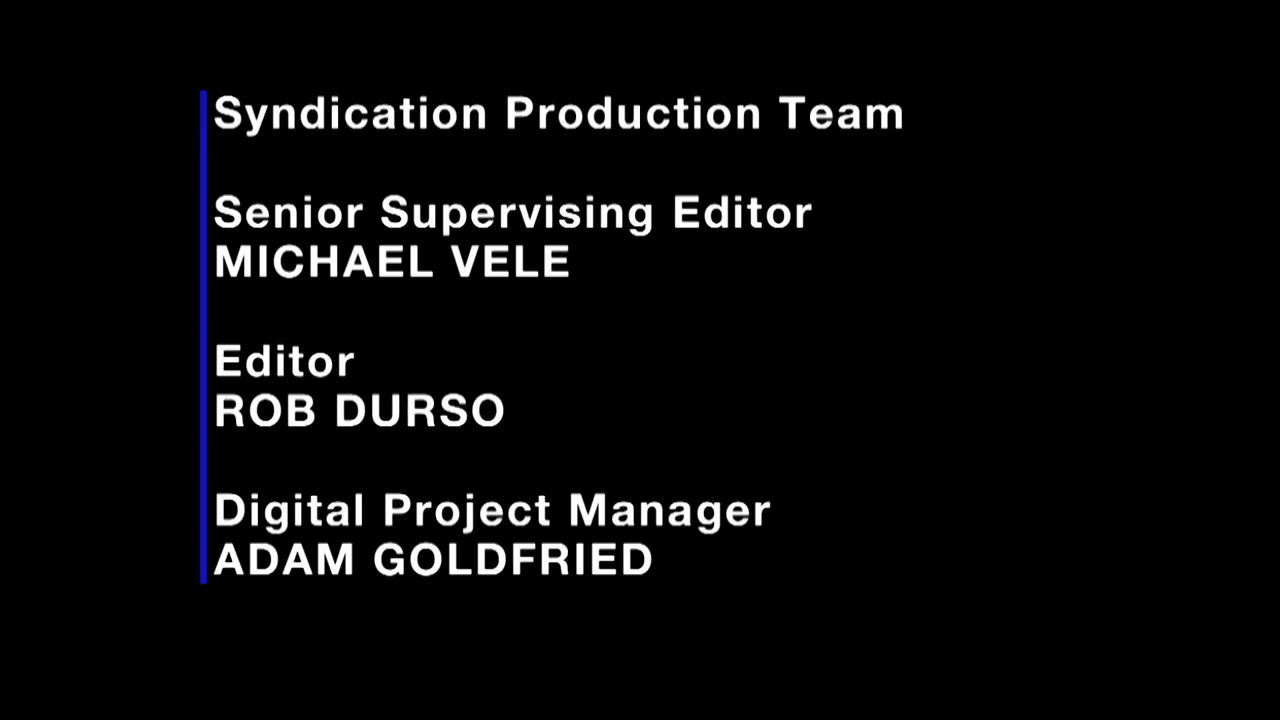 Syndication Production Team
Senior Supervising Editor
MICHAEL VELE
Editor
ROB DURSO
Digital Project Manager
ADAM GOLDFRIED